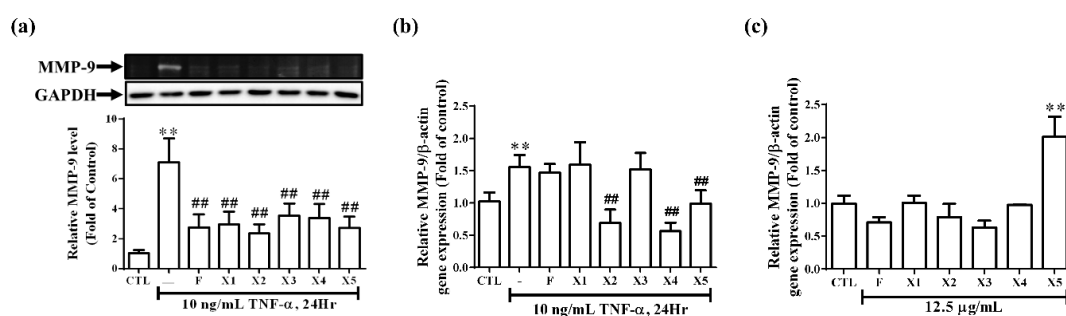 (a)
MMP-9
GAPDH
Relative MMP-9 level
(Fold of Control)
10
8
6
4
2
0
**
##
##
##
##
##
##
CTL
—
F
X1
X2
X3
X4
X5
10 ng/mL TNF-α, 24Hr
(b)
Relative MMP-9/β-actin
gene expression (Fold of control)
2.5
2.0
1.5
1.0
0.5
0.0
**
##
##
##
CTL
-
F
X1
X2
X3
X4
X5
10 ng/mL TNF-α, 24Hr
(c)
Relative MMP-9/β-actin
gene expression (Fold of control)
2.5
2.0
1.5
1.0
0.5
0.0
**
CTL
F
X1
X2
X3
X4
X5
12.5 μg/mL